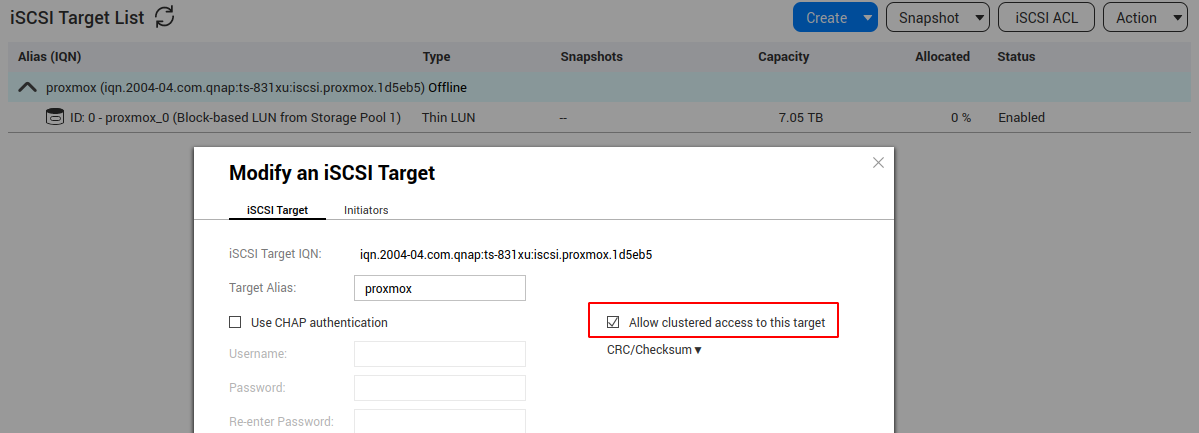 iSCSI Target List
Create Snapshot iSCSI ACL Action
Alias (IQN) Type Snapshots Capacity Allocated Status
proxmox (iqn.2004-04.com.qnap:ts-831xu:iscsi.proxmox.1d5eb5) Offline
ID: 0 - proxmox_0 (Block-based LUN from Storage Pool 1) Thin LUN -- 7.05 TB 0 % Enabled
Modify an iSCSI Target
iSCSI Target Initiators
iSCSI Target IQN: iqn.2004-04.com.qnap:ts-831xu:iscsi.proxmox.1d5eb5
Target Alias: proxmox
Use CHAP authentication Allow clustered access to this target
Username: CRC/Checksum▼
Password:
Re-enter Password: